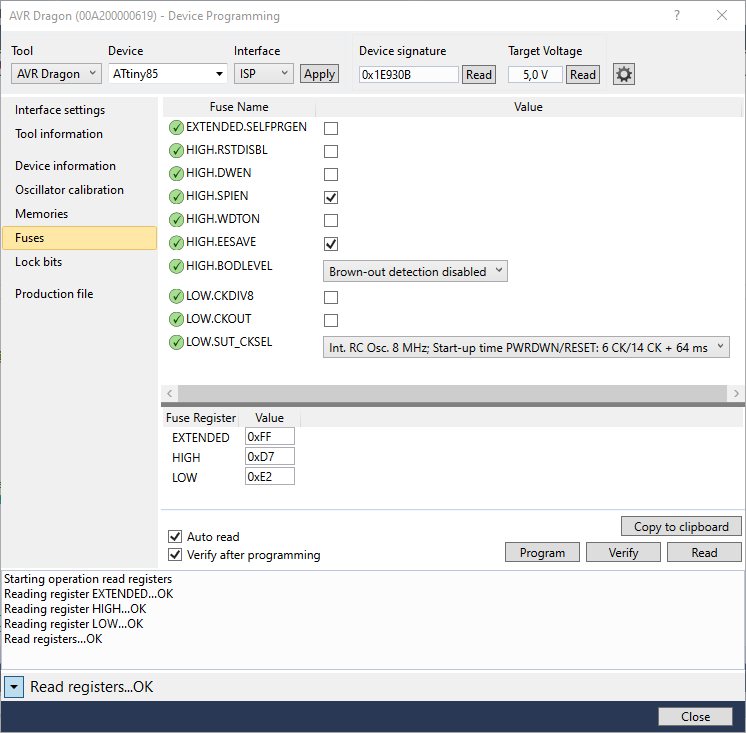 AVR Dragon (00A200000619) - Device Programming
Tool Device Interface Device signature Target Voltage
AVR Dragon ATtiny85 ISP Apply 0x1E930B Read 5,0 V Read
Interface settings
Tool information
Device information
Oscillator calibration
Memories
Fuses
Lock bits
Production file
Fuse Name Value
EXTENDED.SELFPRGEN
HIGH.RSTDISBL
HIGH.DWEN
HIGH.SPIEN
HIGH.WDTON
HIGH.EESAVE
HIGH.BODLEVEL Brown-out detection disabled
LOW.CKDIV8
LOW.CKOUT
LOW.SUT_CKSEL Int. RC Osc. 8 MHz; Start-up time PWRDWN/RESET: 6 CK/14 CK + 64 ms
Fuse Register Value
EXTENDED 0xFF
HIGH 0xD7
LOW 0xE2
Copy to clipboard
Auto read
Verify after programming
Program Verify Read
Starting operation read registers
Reading register EXTENDED...OK
Reading register HIGH...OK
Reading register LOW...OK
Read registers...OK
Read registers...OK
Close